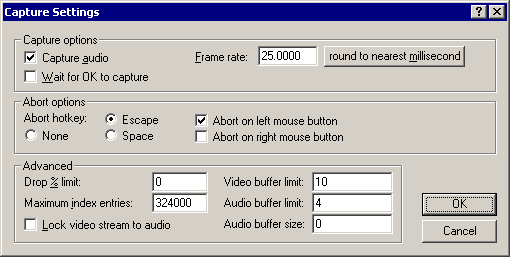 Capture Settings
Capture options
Capture audio
Frame rate: 25.0000 round to nearest millisecond
Wait for OK to capture
Abort options
Abort hotkey: Escape Abort on left mouse button
None Space Abort on right mouse button
Advanced
Drop % limit: 0 Video buffer limit: 10
Maximum index entries: 324000 Audio buffer limit: 4
Lock video stream to audio Audio buffer size: 0
OK
Cancel